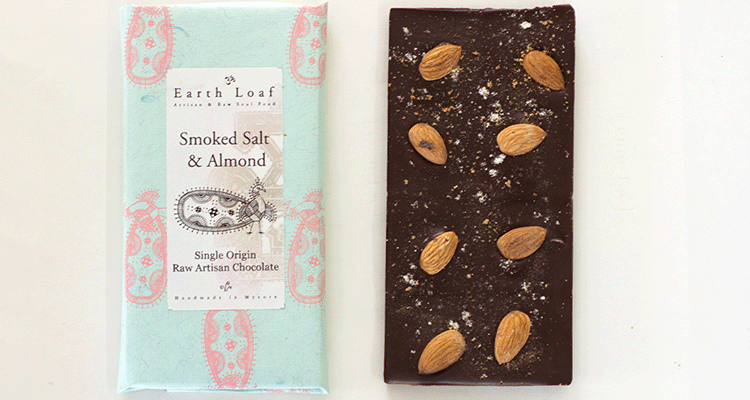 ॐ
Earth Loaf
Artisan & Raw Soul Food
Smoked Salt
& Almond
Single Origin
Raw Artisan Chocolate
Handmade in Mysore